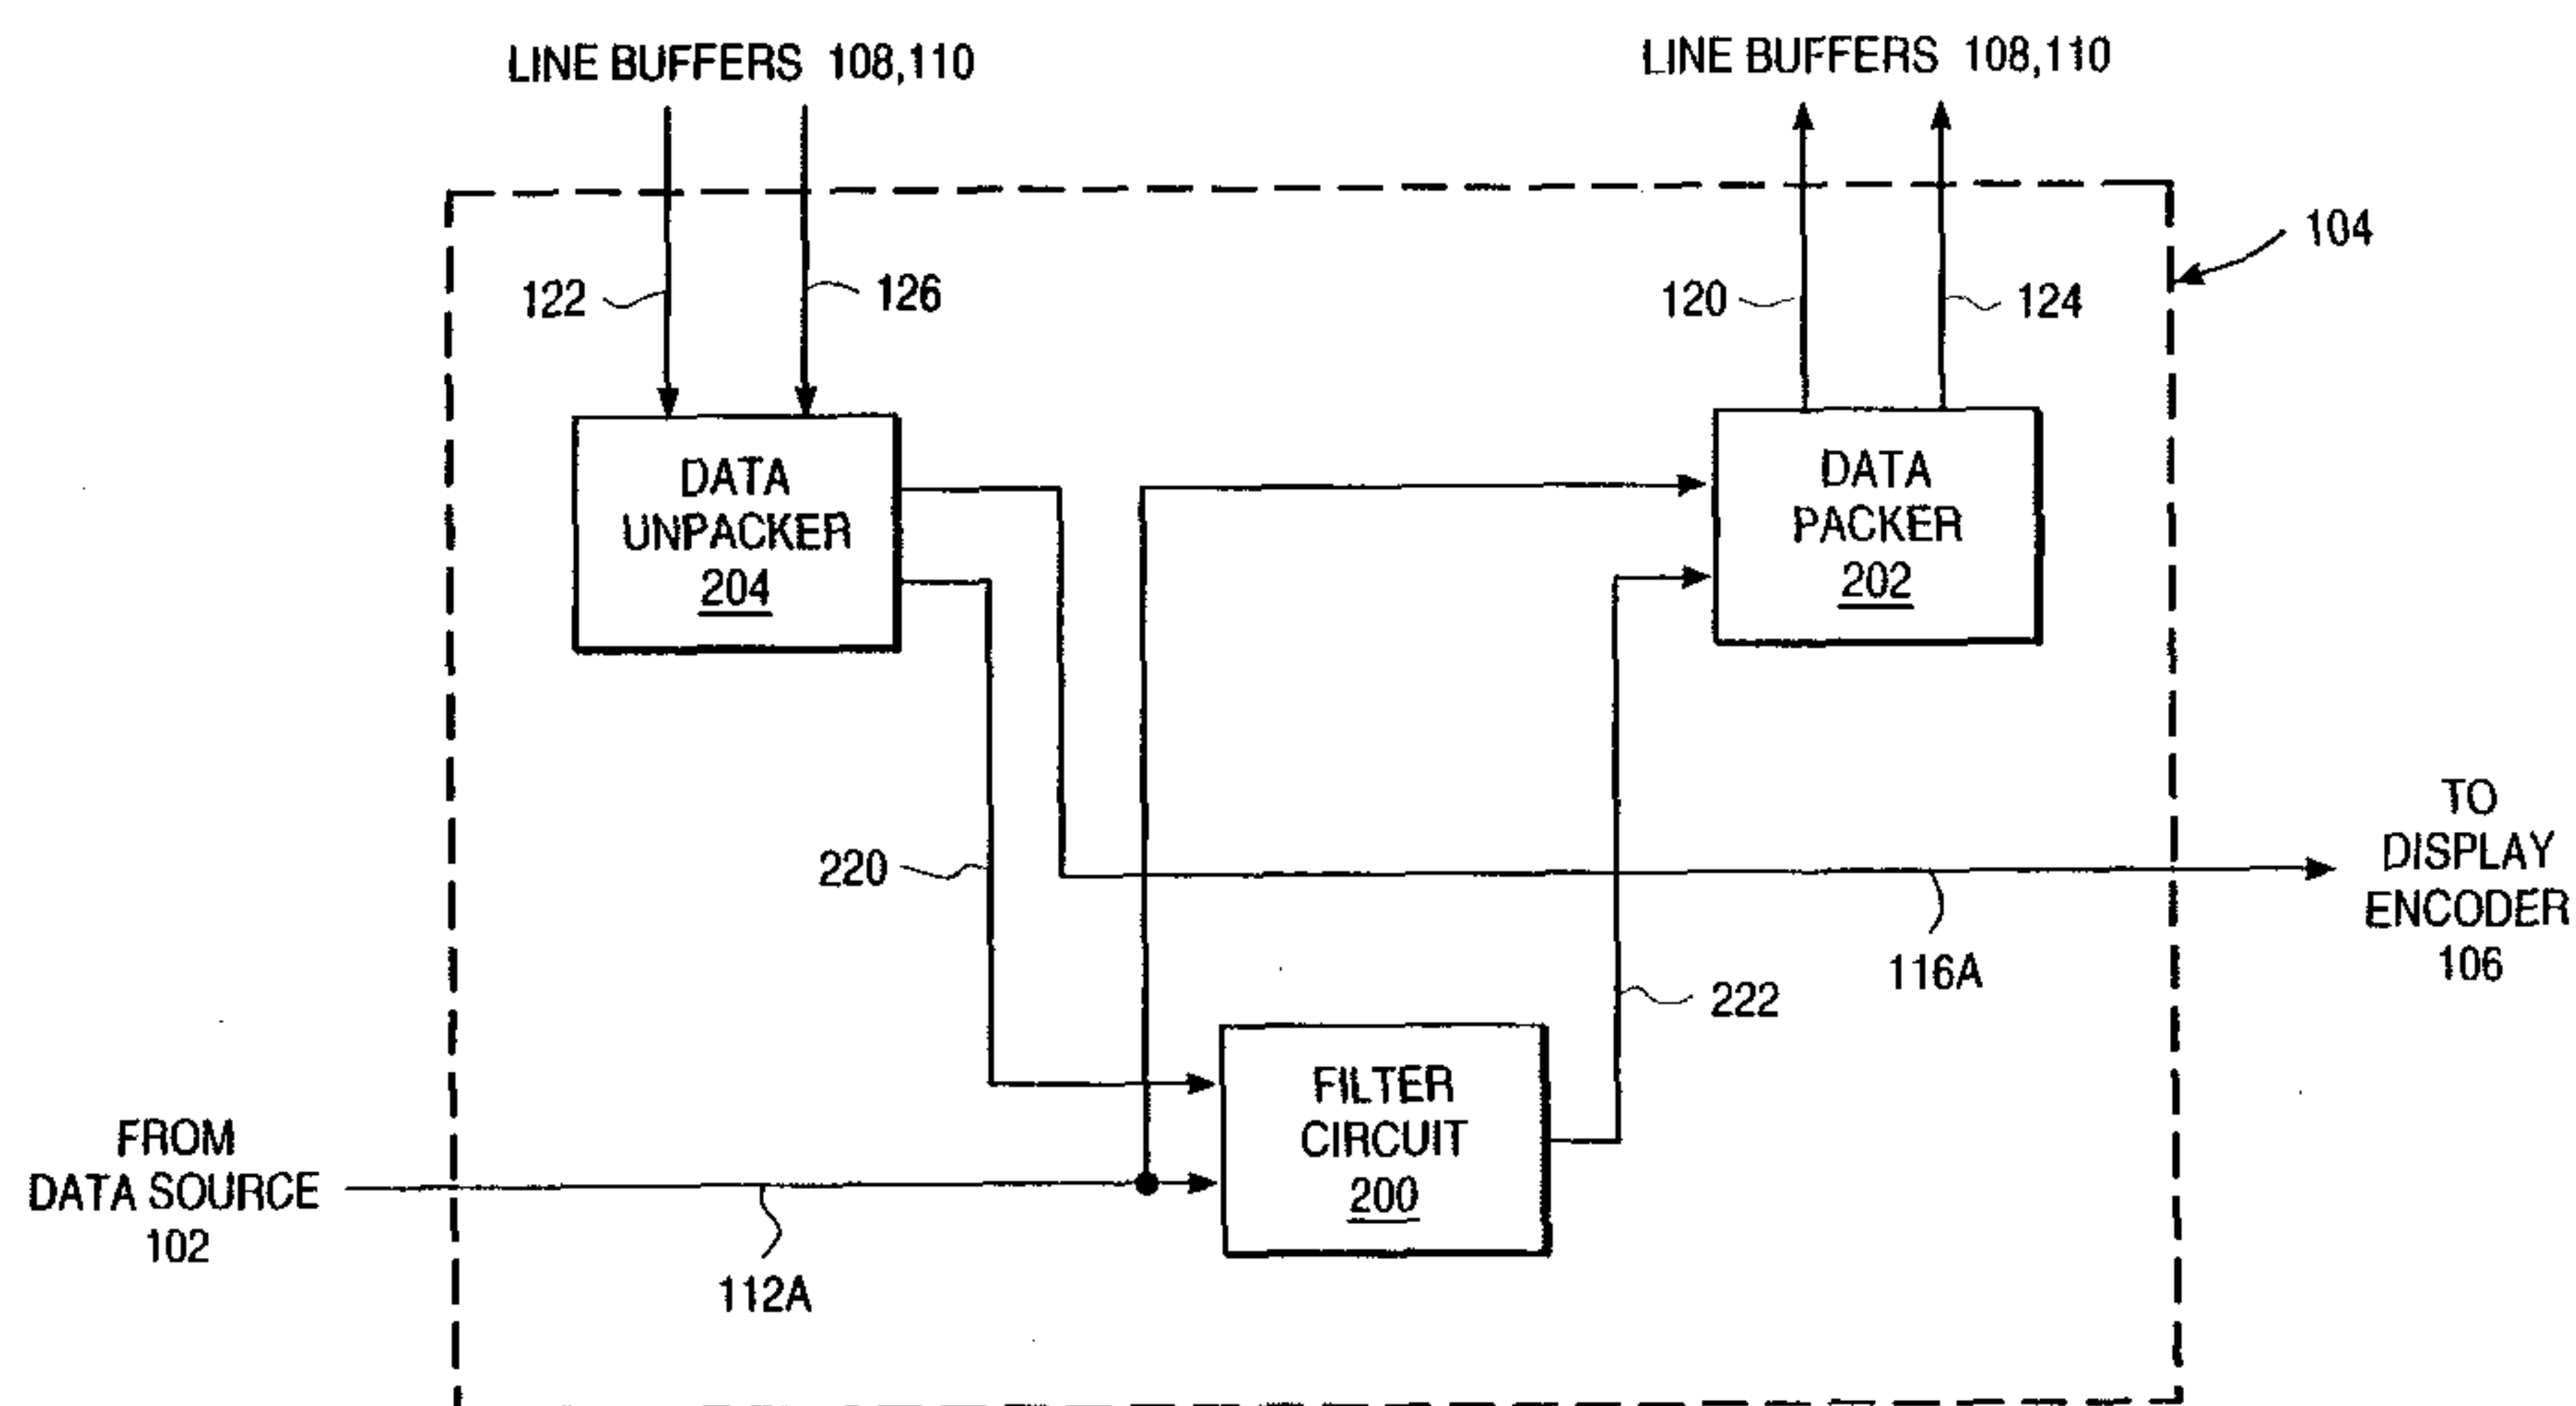 LINE BUFFERS 108,110
LINE BUFFERS 108,110
104
122
126
120
124
DATA
UNPACKER
204
DATA
PACKER
202
220
TO
DISPLAY
ENCODER
106
116A
222
FILTER
CIRCUIT
200
FROM
DATA SOURCE
102
112A